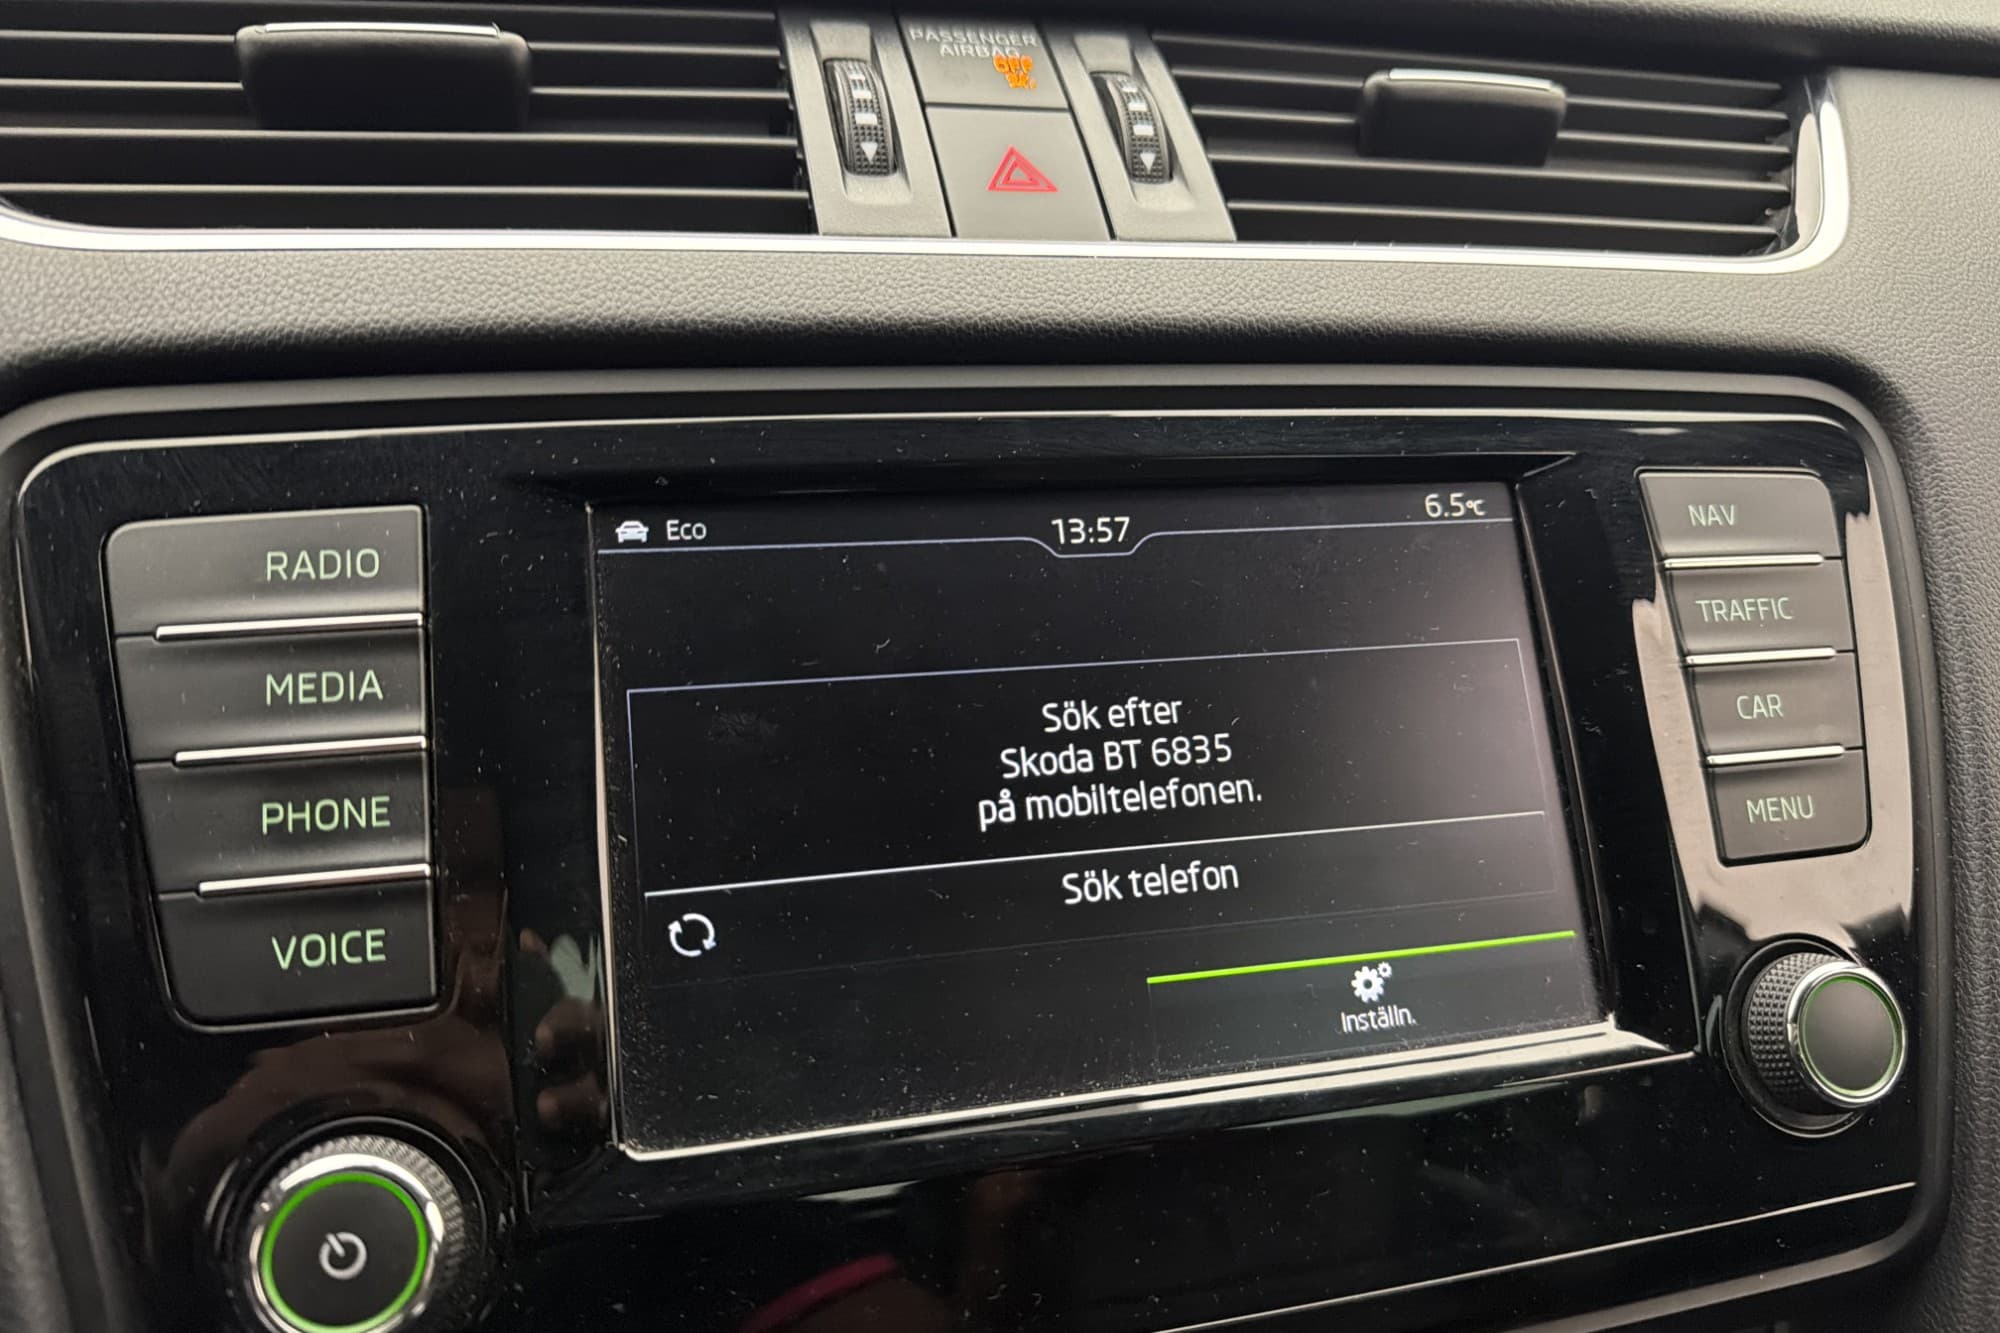 PASSENGER
AIRBAG
OFF
Eco
13:57
6.5°C
RADIO
MEDIA
PHONE
VOICE
Sök efter
Skoda BT 6835
på mobiltelefonen.
Sök telefon
Inställn.
NAV
TRAFFIC
CAR
MENU